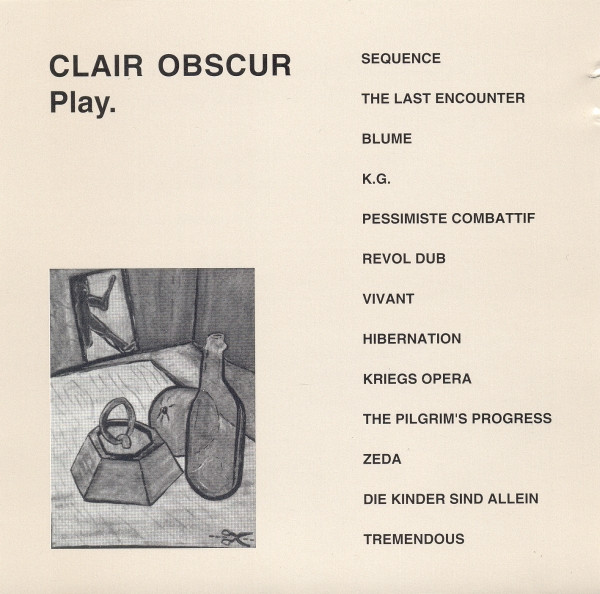 CLAIR OBSCUR
Play.
SEQUENCE
THE LAST ENCOUNTER
BLUME
K.G.
PESSIMISTE COMBATTIF
REVOL DUB
VIVANT
HIBERNATION
KRIEGS OPERA
THE PILGRIM'S PROGRESS
ZEDA
DIE KINDER SIND ALLEIN
TREMENDOUS